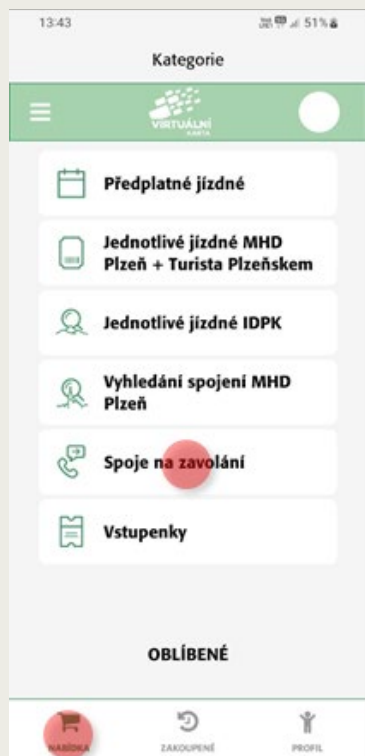 13:43
51%
Kategorie
VIRTUÁLNÍ
KARTA
Předplatné jízdné
Jednotlivé jízdné MHD
Plzeň + Turista Plzeňskem
Jednotlivé jízdné IDPK
Vyhledání spojení MHD
Plzeň
Spoje na zavolání
Vstupenky
OBLÍBENÉ
NABÍDKA
ZAKOUPENÉ
PROFIL